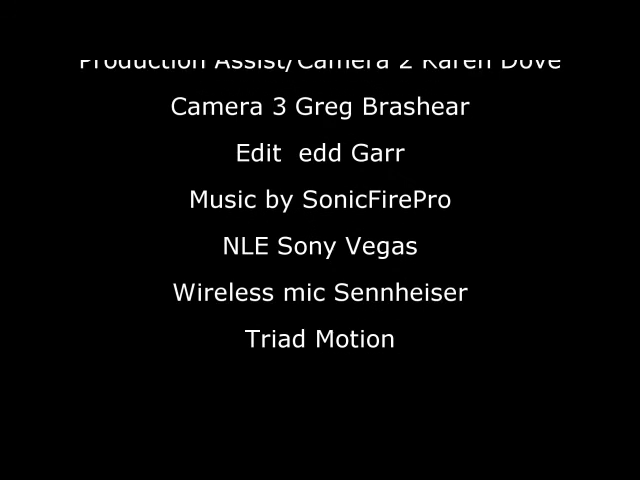 Production Assist/Camera 2 Karen Dove
Camera 3 Greg Brashear
Edit  edd Garr
Music by SonicFirePro
NLE Sony Vegas
Wireless mic Sennheiser
Triad Motion